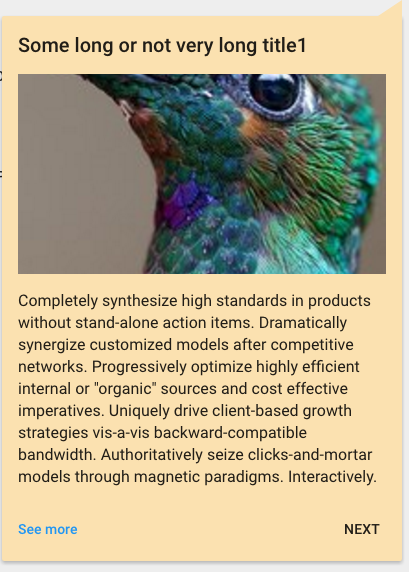 Some long or not very long title1
Completely synthesize high standards in products
without stand-alone action items. Dramatically
synergize customized models after competitive
networks. Progressively optimize highly efficient
internal or "organic" sources and cost effective
imperatives. Uniquely drive client-based growth
strategies vis-a-vis backward-compatible
bandwidth. Authoritatively seize clicks-and-mortar
models through magnetic paradigms. Interactively.
See more
NEXT